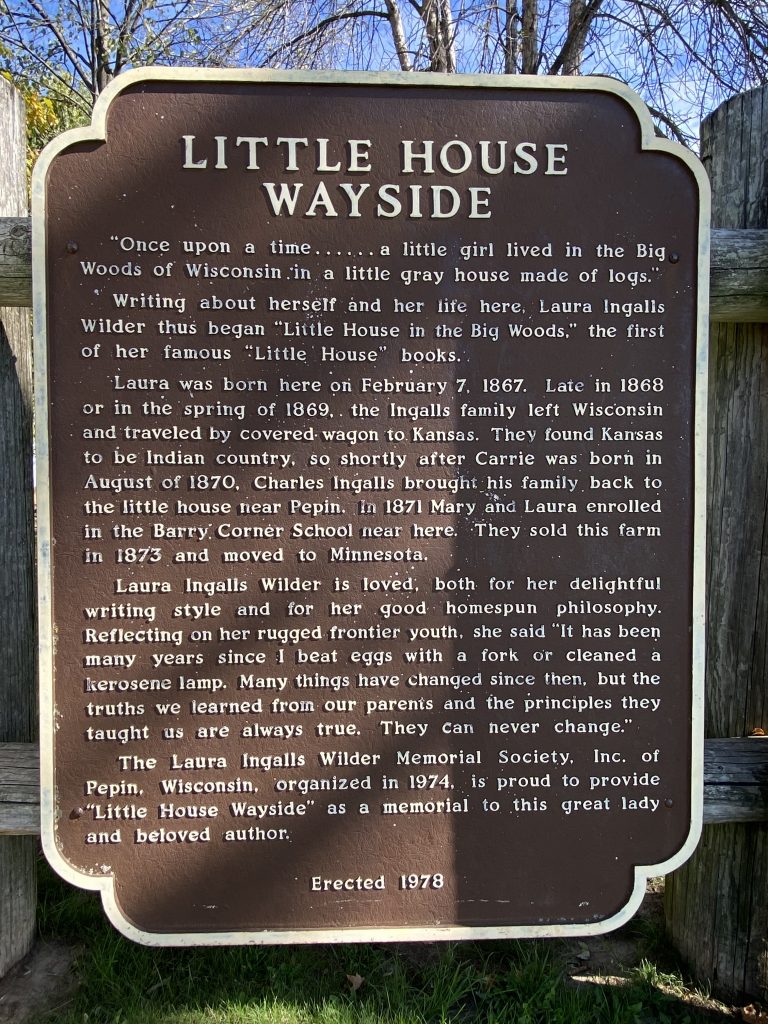 LITTLE HOUSE
WAYSIDE
"Once upon a time......a little girl lived in the Big
Woods of Wisconsin in a little gray house made of logs."
Writing about herself and her life here, Laura Ingalls
Wilder thus began "Little House in the Big Woods," the first
of her famous "Little House" books.
Laura was born here on February 7, 1867. Late in 1868
or in the spring of 1869, the Ingalls family left Wisconsin
and traveled by covered wagon to Kansas. They found Kansas
to be Indian country, so shortly after Carrie was born in
August of 1870, Charles Ingalls brought his family back to
the little house near Pepin. In 1871 Mary and Laura enrolled
in the Barry Corner School near here. They sold this farm
in 1873 and moved to Minnesota.
Laura Ingalls Wilder is loved, both for her delightful
writing style and for her good homespun philosophy.
Reflecting on her rugged frontier youth, she said "It has been
many years since I beat eggs with a fork or cleaned a
kerosene lamp. Many things have changed since then, but the
truths we learned from our parents and the principles they
taught us are always true. They can never change."
The Laura Ingalls Wilder Memorial Society, Inc. of
Pepin, Wisconsin, organized in 1974, is proud to provide
"Little House Wayside" as a memorial to this great lady
and beloved author.
Erected 1978